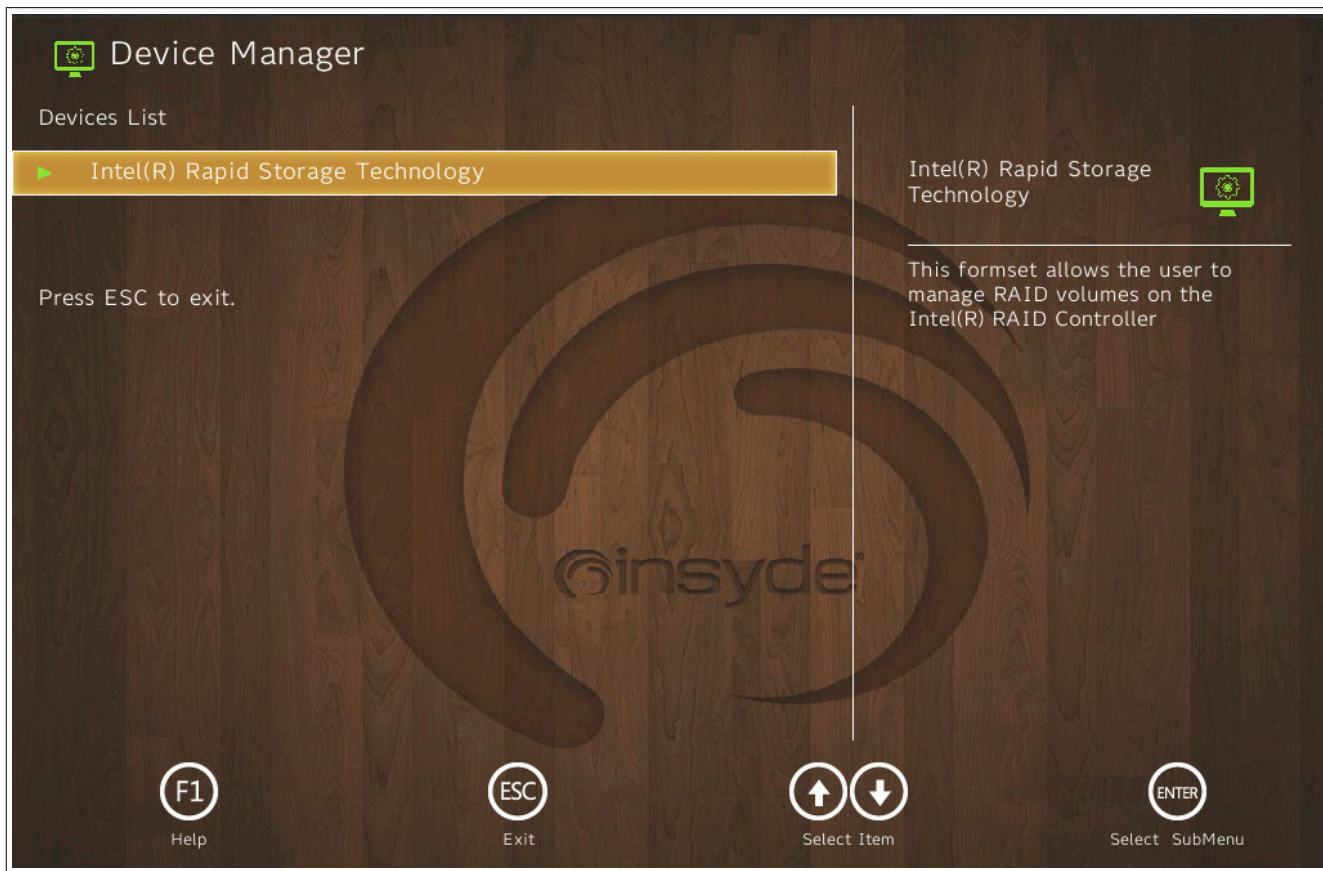 Device Manager
Devices List
Intel(R) Rapid Storage Technology
Press ESC to exit.
Intel(R) Rapid Storage
Technology
This formset allows the user to
manage RAID volumes on the
Intel(R) RAID Controller
insyde®
F1
Help
ESC
Exit
Select Item
ENTER
Select SubMenu